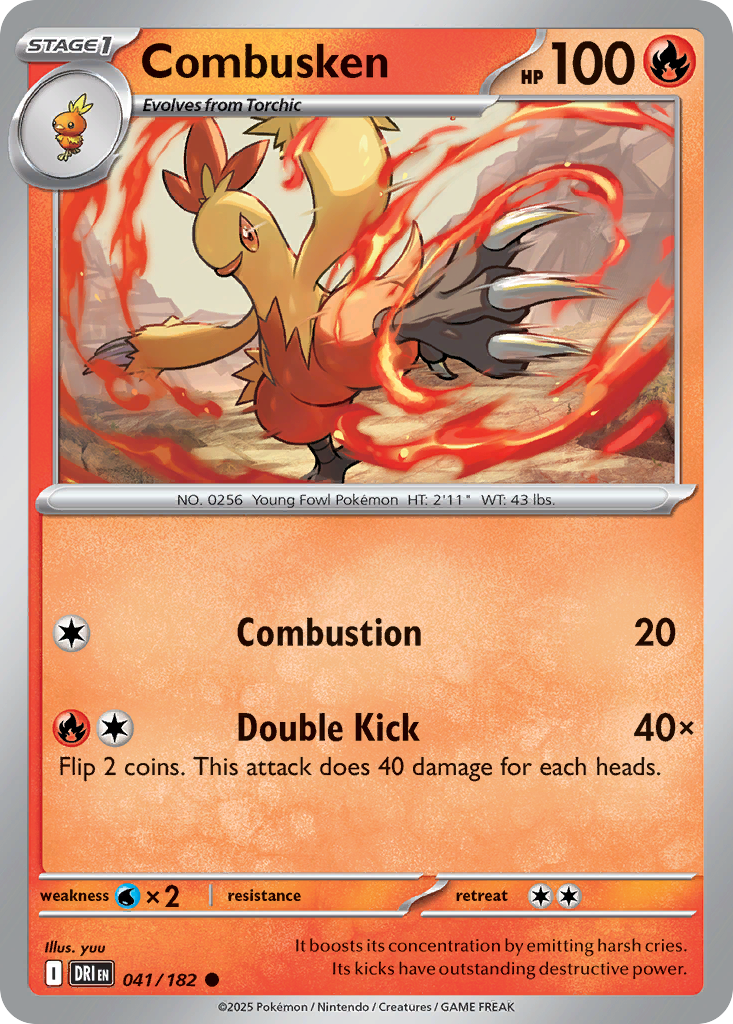 STAGE1
Combusken
HP 100
Evolves from Torchic
NO. 0256 Young Fowl Pokémon HT: 2'11" WT: 43 lbs.
Combustion 20
Double Kick 40×
Flip 2 coins. This attack does 40 damage for each heads.
weakness ×2 resistance retreat
Illus. yuu
It boosts its concentration by emitting harsh cries.
Its kicks have outstanding destructive power.
I DRI EN 041/182
©2025 Pokémon / Nintendo / Creatures / GAME FREAK